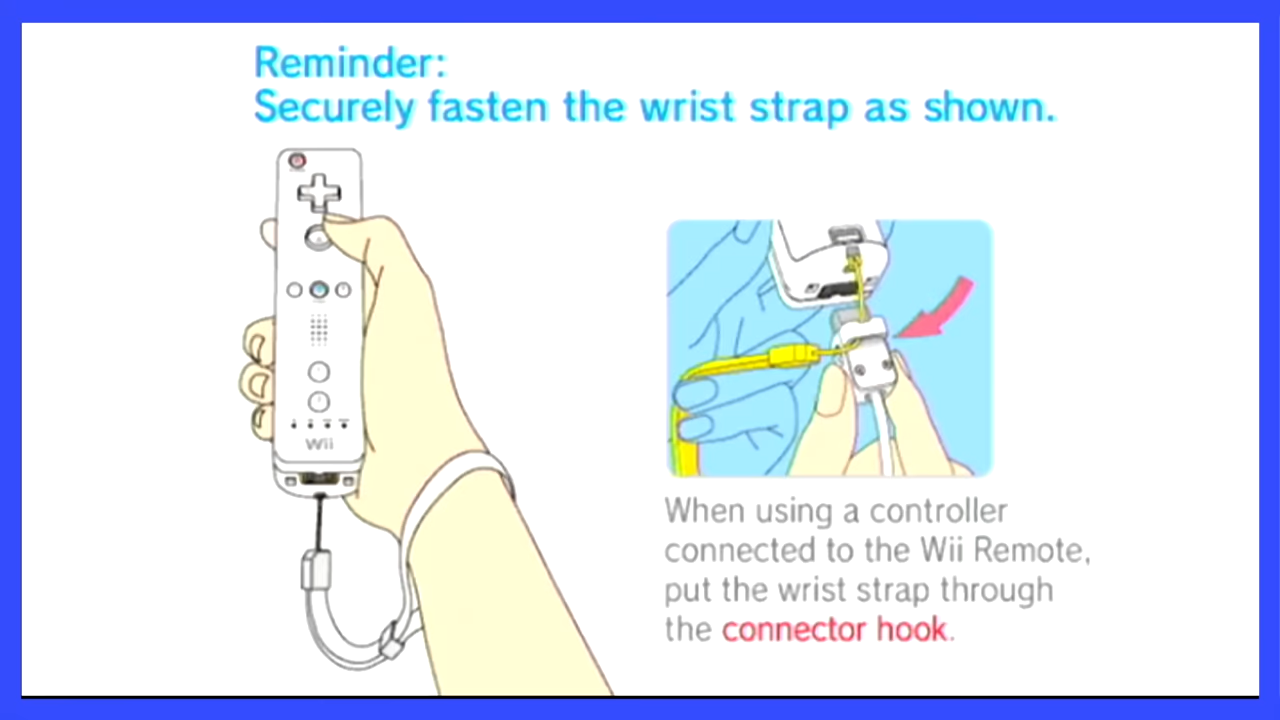 Reminder:
Securely fasten the wrist strap as shown.
Wii
When using a controller
connected to the Wii Remote,
put the wrist strap through
the connector hook.